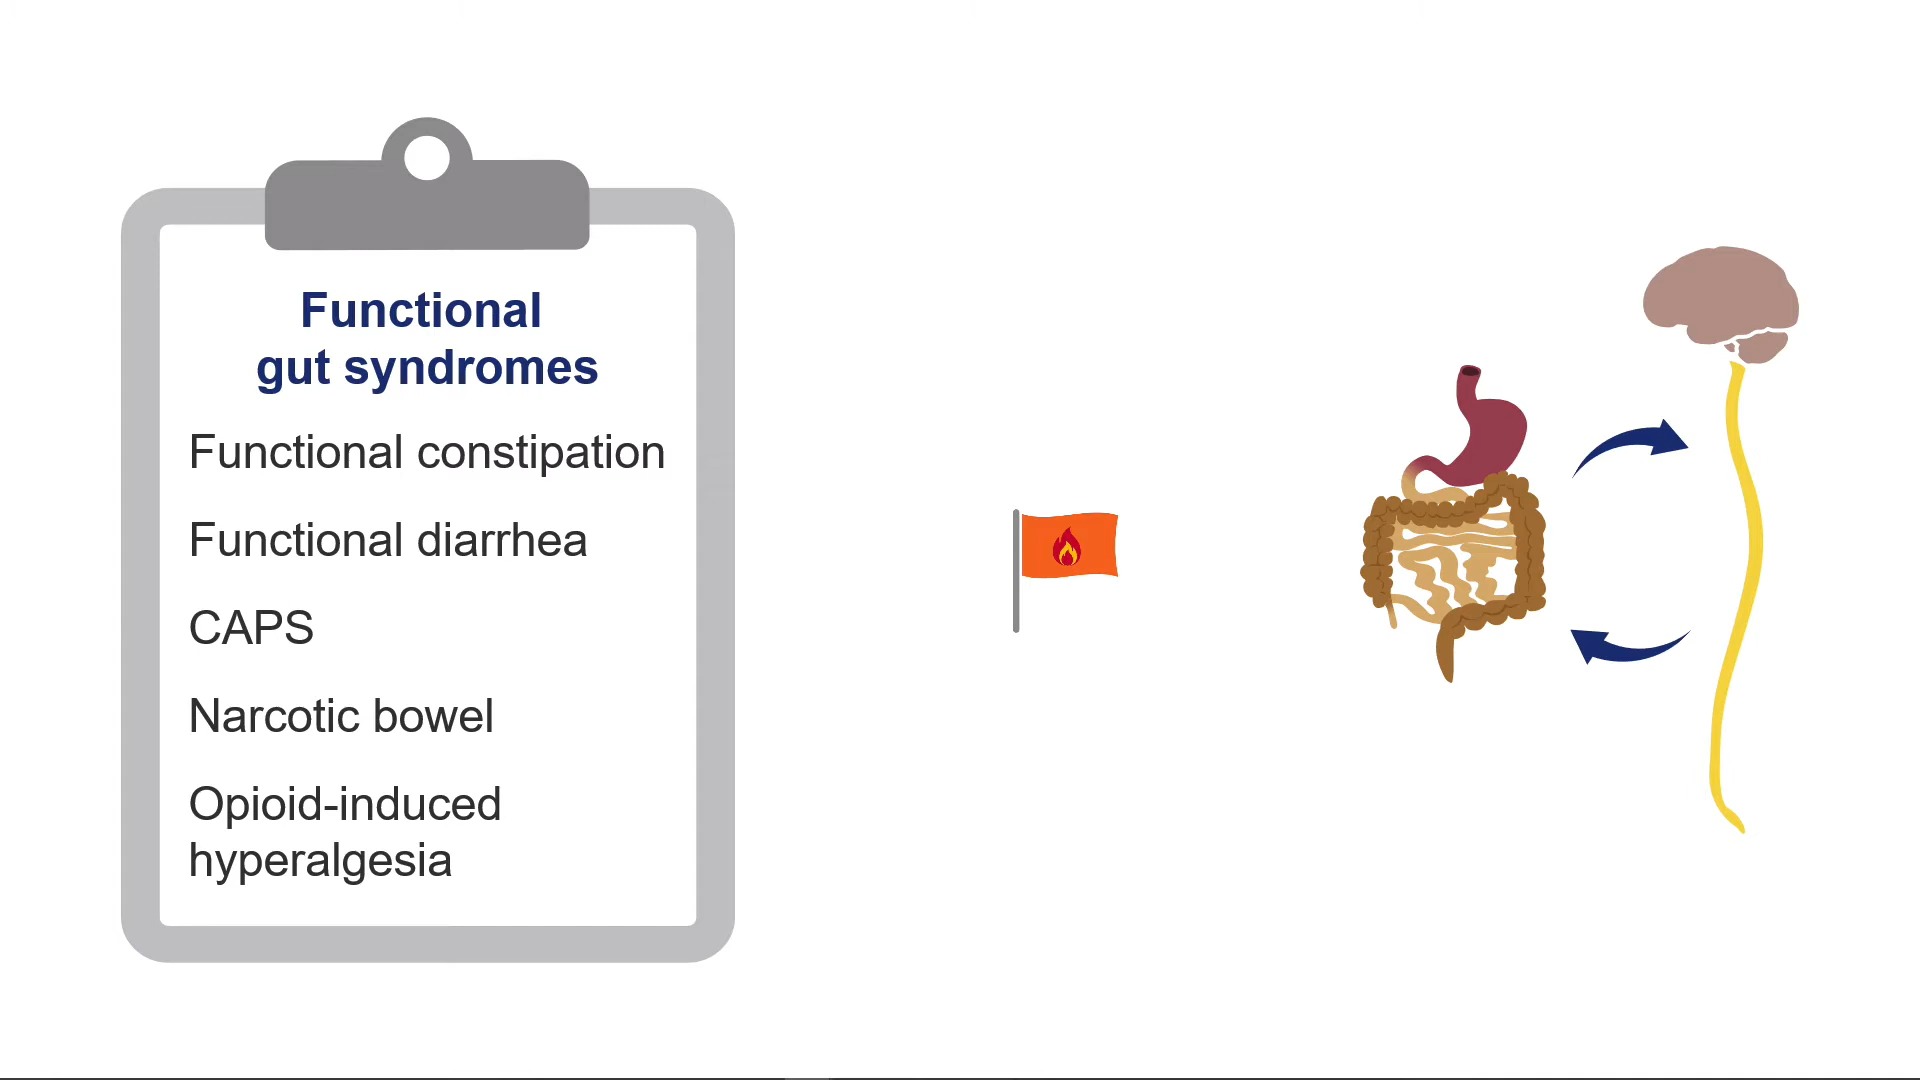 Functional
gut syndromes
Functional constipation
Functional diarrhea
CAPS
Narcotic bowel
Opioid-induced
hyperalgesia